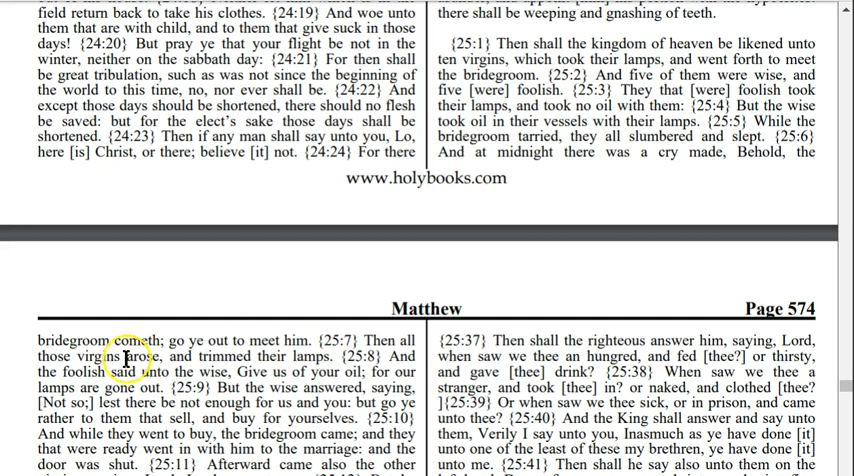 field return back to take his clothes. {24:19} And woe unto
them that are with child, and to them that give suck in those
days! {24:20} But pray ye that your flight be not in the
winter, neither on the sabbath day: {24:21} For then shall
be great tribulation, such as was not since the beginning of
the world to this time, no, nor ever shall be. {24:22} And
except those days should be shortened, there should no flesh
be saved: but for the elect's sake those days shall be
shortened. {24:23} Then if any man shall say unto you, Lo,
here [is] Christ, or there; believe [it] not. {24:24} For there
there shall be weeping and gnashing of teeth.
{25:1} Then shall the kingdom of heaven be likened unto
ten virgins, which took their lamps, and went forth to meet
the bridegroom. {25:2} And five of them were wise, and
five [were] foolish. {25:3} They that [were] foolish took
their lamps, and took no oil with them: {25:4} But the wise
took oil in their vessels with their lamps. {25:5} While the
bridegroom tarried, they all slumbered and slept. {25:6}
And at midnight there was a cry made, Behold, the
www.holybooks.com
Matthew Page 574
bridegroom cometh; go ye out to meet him. {25:7} Then all
those virgins arose, and trimmed their lamps. {25:8} And
the foolish said unto the wise, Give us of your oil; for our
lamps are gone out. {25:9} But the wise answered, saying,
[Not so;] lest there be not enough for us and you: but go ye
rather to them that sell, and buy for yourselves. {25:10}
And while they went to buy, the bridegroom came; and they
that were ready went in with him to the marriage: and the
door was shut. {25:11} Afterward came also the other
{25:37} Then shall the righteous answer him, saying, Lord,
when saw we thee an hungred, and fed [thee?] or thirsty,
and gave [thee] drink? {25:38} When saw we thee a
stranger, and took [thee] in? or naked, and clothed [thee?
]{25:39} Or when saw we thee sick, or in prison, and came
unto thee? {25:40} And the King shall answer and say unto
them, Verily I say unto you, Inasmuch as ye have done [it]
unto one of the least of these my brethren, ye have done [it]
unto me. {25:41} Then shall he say also unto them on the